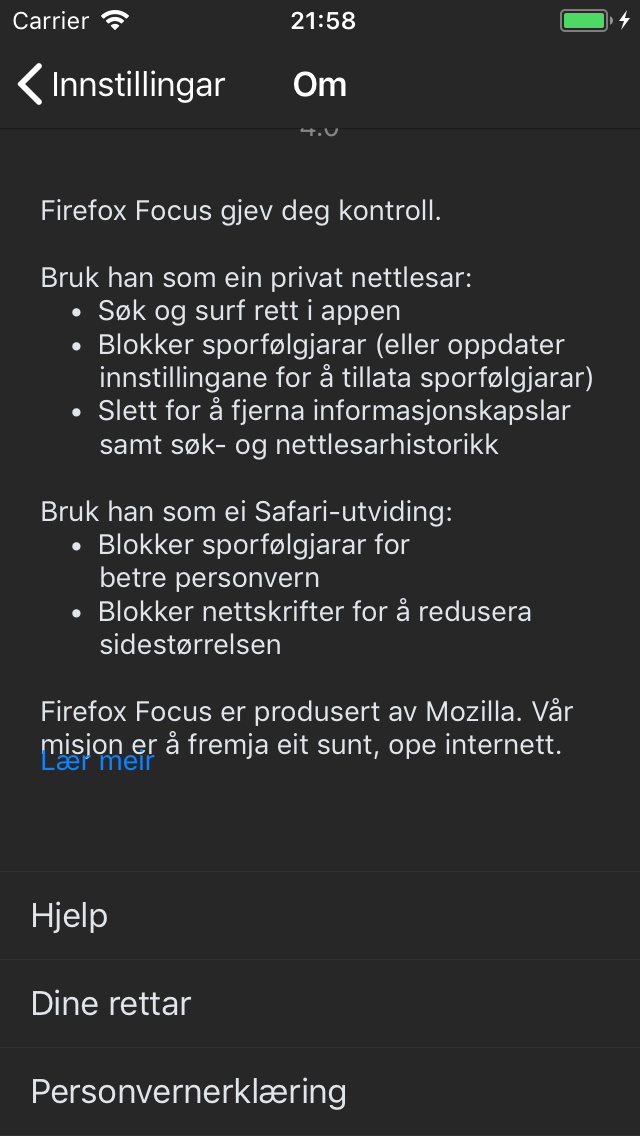 Carrier 21:58
Innstillingar Om
4.0
Firefox Focus gjev deg kontroll.
Bruk han som ein privat nettlesar:
• Søk og surf rett i appen
• Blokker sporfølgjarar (eller oppdater
innstillingane for å tillata sporfølgjarar)
• Slett for å fjerna informasjonskapslar
samt søk- og nettlesarhistorikk
Bruk han som ei Safari-utviding:
• Blokker sporfølgjarar for
betre personvern
• Blokker nettskrifter for å redusera
sidestørrelsen
Firefox Focus er produsert av Mozilla. Vår
misjon er å fremja eit sunt, ope internett.
Lær meir
Hjelp
Dine rettar
Personvernerklæring